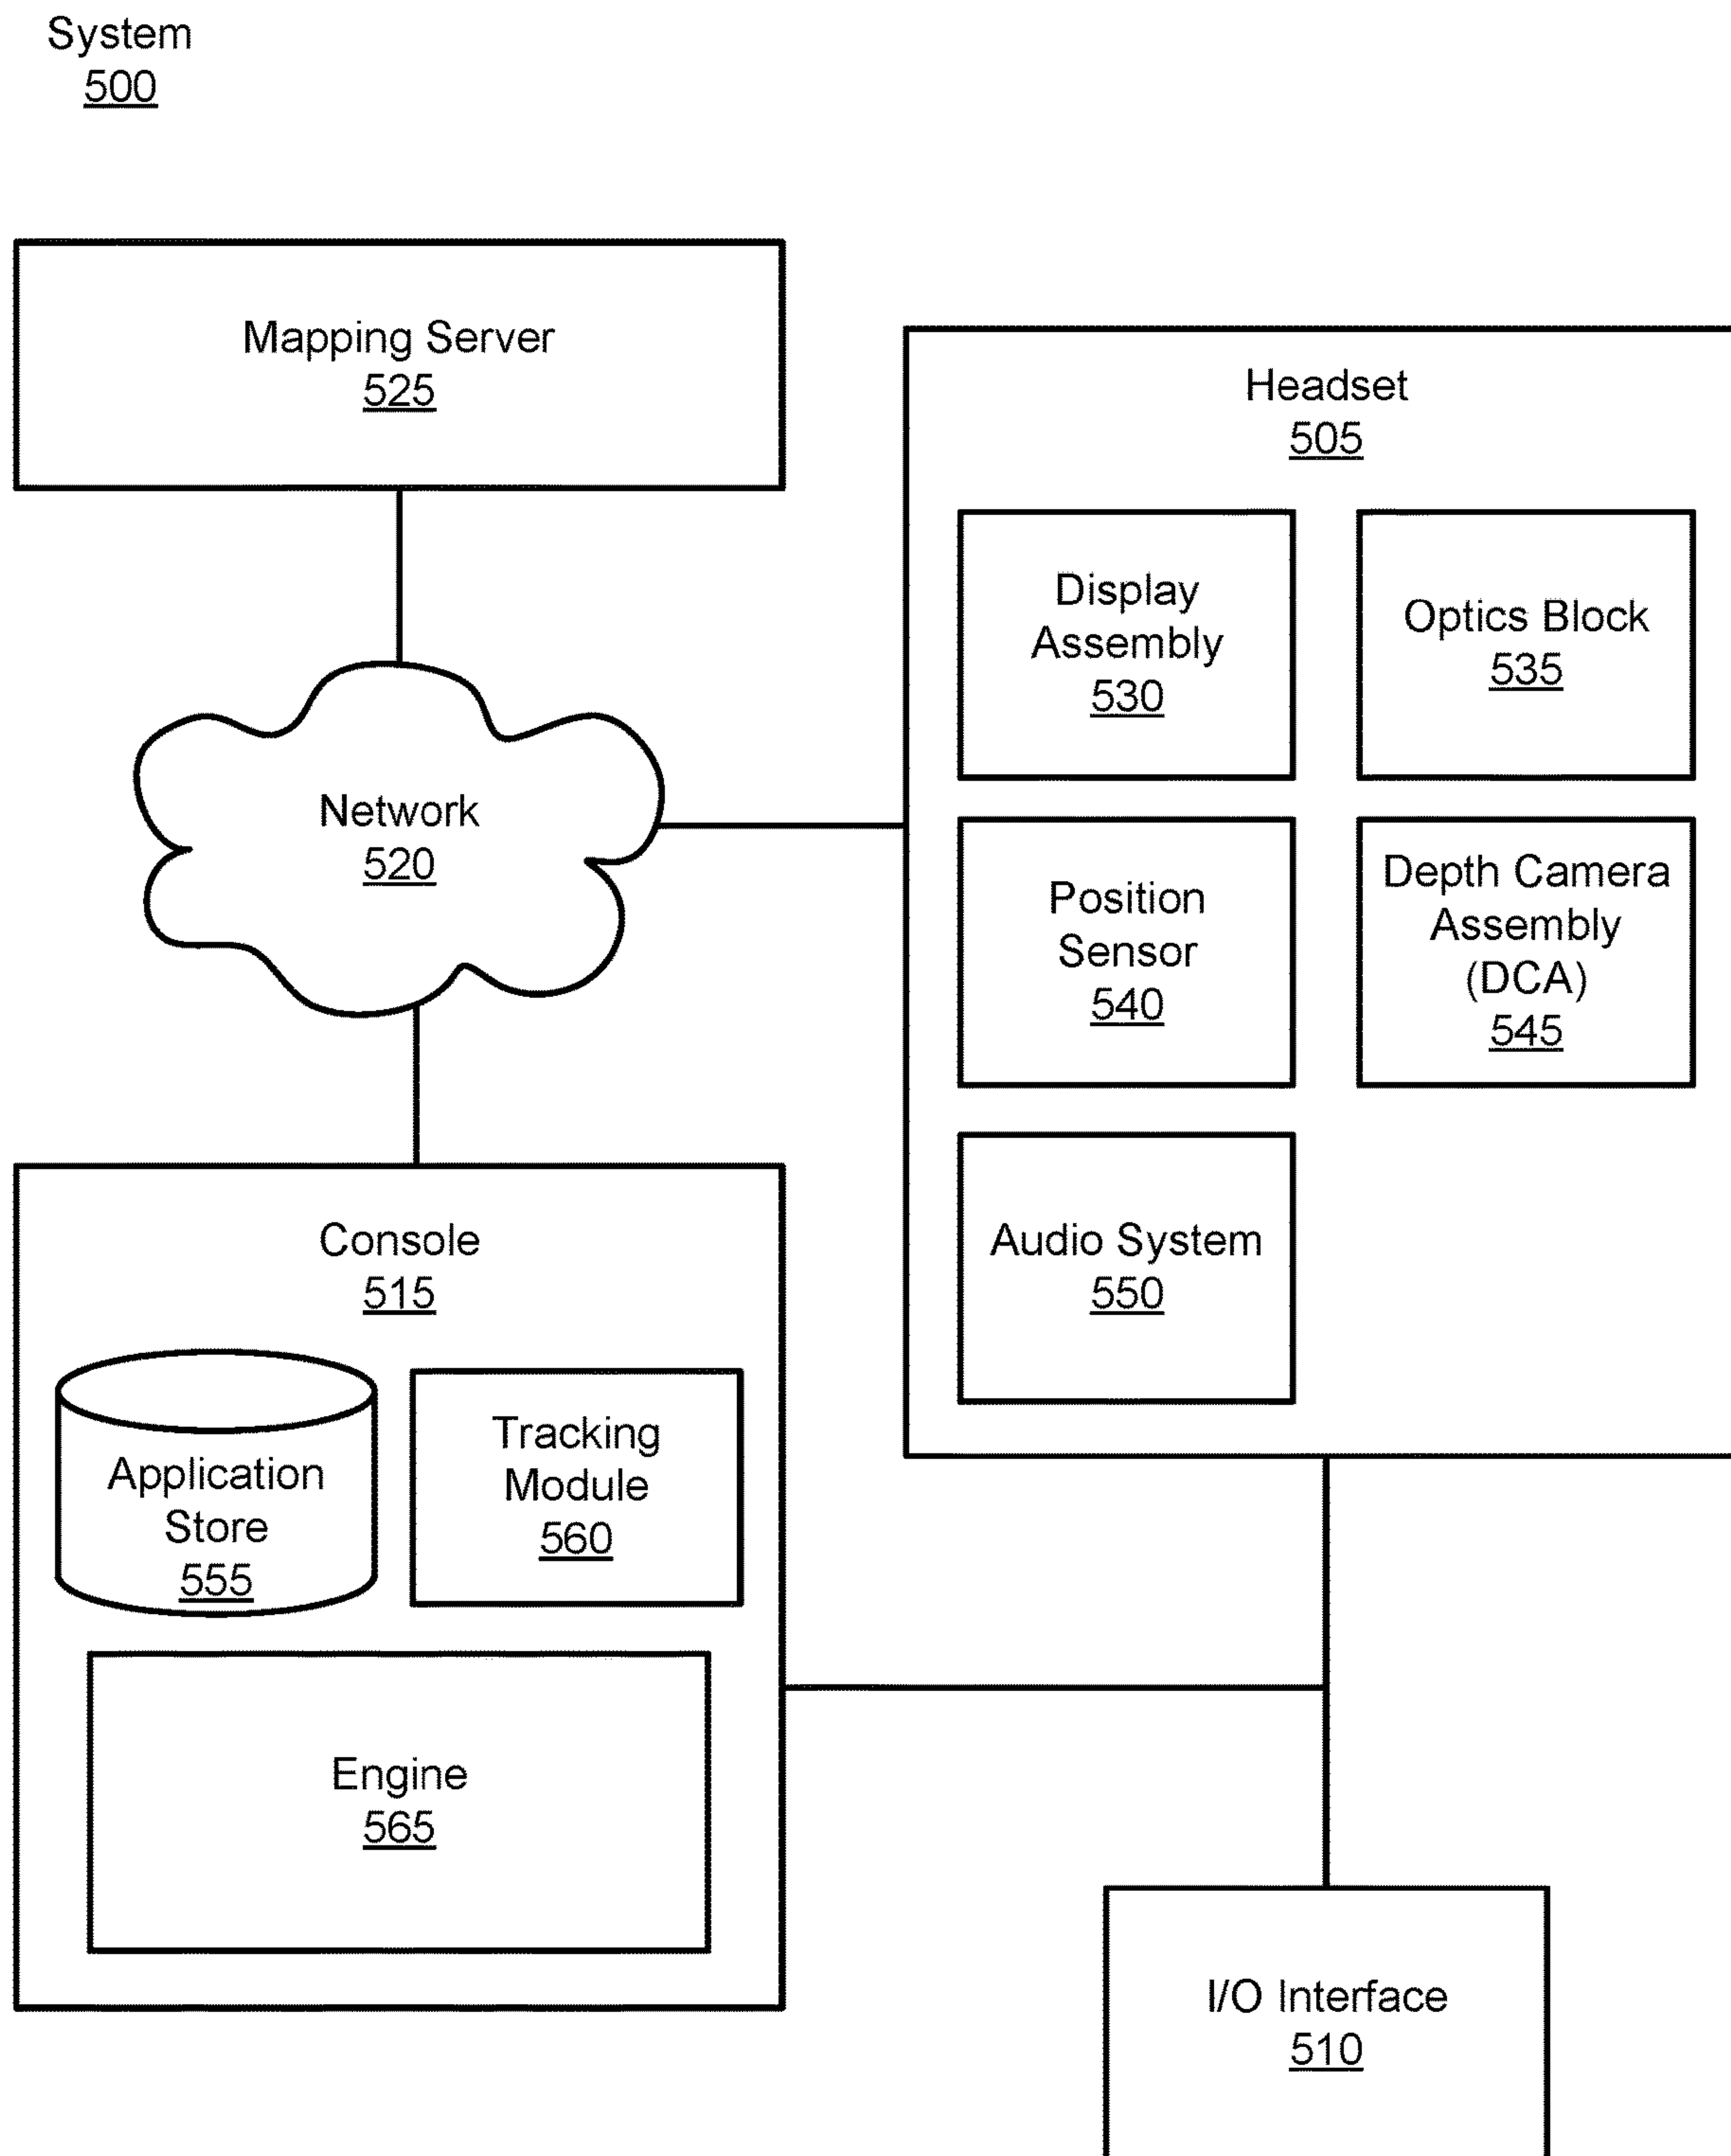 System
500
Mapping Server
525
Headset
505
Display
Assembly
530
Optics Block
535
Network
520
Position
Sensor
540
Depth Camera
Assembly
(DCA)
545
Audio System
550
Console
515
Application
Store
555
Tracking
Module
560
Engine
565
I/O Interface
510